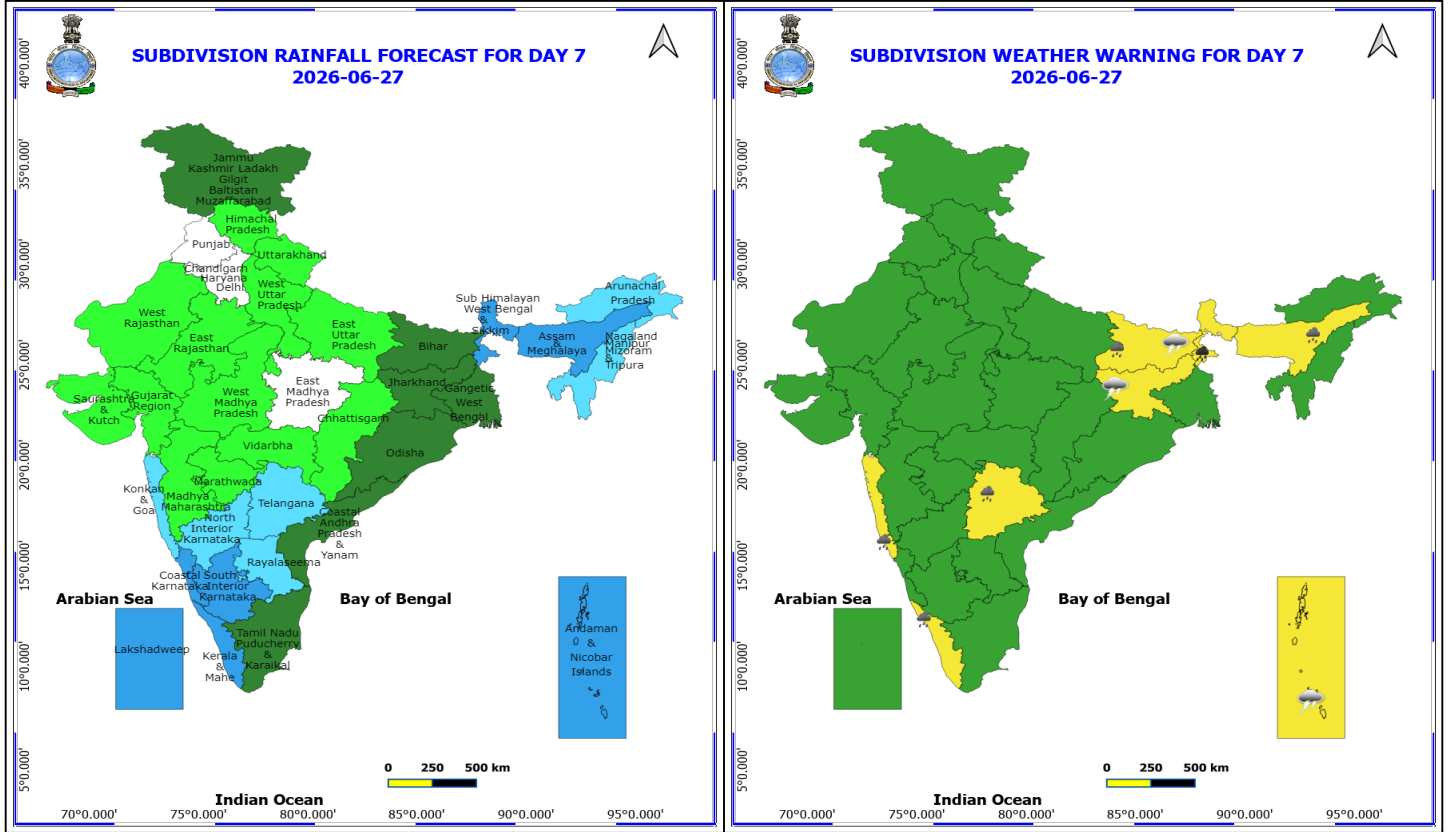 SUBDIVISION RAINFALL FORECAST FOR DAY 7
2026-06-27
40°0.000'
35°0.000'
30°0.000'
25°0.000'
20°0.000'
15°0.000'
10°0.000'
5°0.000'
Jammu
Kashmir Ladakh
Gilgit
Baltistan
Muzaffarabad
Himachal
Pradesh
Punjab
Uttarakhand
Chandigarh
Haryana
Delhi
West
Uttar
Pradesh
West
Rajasthan
East
Rajasthan
East
Uttar
Pradesh
Sub Himalayan
West Bengal
&
Sikkim
Arunachal
Pradesh
Assam
&
Meghalaya
Nagaland
Manipur
Mizoram
&
Tripura
Bihar
Jharkhand
Gangetic
West
Bengal
East
Madhya
Pradesh
West
Madhya
Pradesh
Gujarat
Region
Saurashtra
&
Kutch
Chhattisgarh
Vidarbha
Odisha
Marathwada
Madhya
Maharashtra
Konkan
&
Goa
Telangana
North
Interior
Karnataka
Coastal
Andhra
Pradesh
&
Yanam
Rayalaseema
Coastal
Karnataka
South
Interior
Karnataka
Tamil Nadu
Puducherry
&
Karaikal
Kerala
&
Mahe
Lakshadweep
Andaman
&
Nicobar
Islands
Arabian Sea
Bay of Bengal
Indian Ocean
0 250 500 km
70°0.000' 75°0.000' 80°0.000' 85°0.000' 90°0.000' 95°0.000'
SUBDIVISION WEATHER WARNING FOR DAY 7
2026-06-27
40°0.000'
35°0.000'
30°0.000'
25°0.000'
20°0.000'
15°0.000'
10°0.000'
5°0.000'
Arabian Sea
Bay of Bengal
Indian Ocean
0 250 500 km
70°0.000' 75°0.000' 80°0.000' 85°0.000' 90°0.000' 95°0.000'